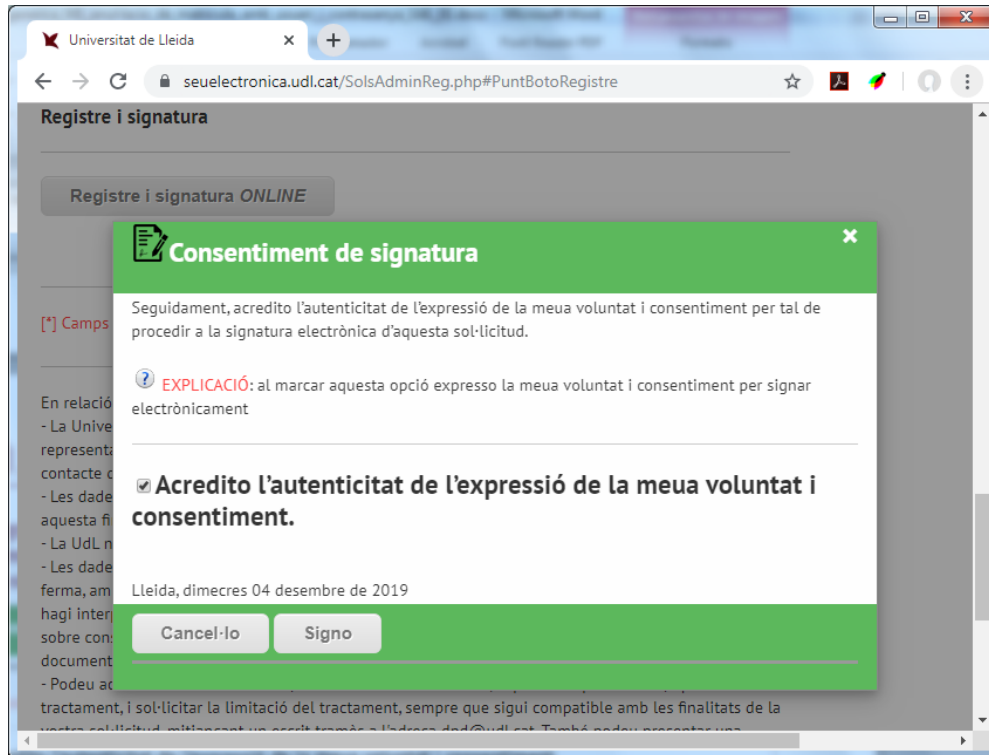 Universitat de Lleida
seuelectronica.udl.cat/SolsAdminReg.php#PuntBotoRegistre
Registre i signatura
Registre i signatura ONLINE
Consentiment de signatura
Seguidament, acredito l'autenticitat de l'expressió de la meua voluntat i consentiment per tal de
procedir a la signatura electrònica d'aquesta sol·licitud.
[*] Camps
EXPLICACIÓ: al marcar aquesta opció expresso la meua voluntat i consentiment per signar
electrònicament
En relació
- La Unive
representa
contacte
- Les dade
aquesta fi
- La UdL n
- Les dade
ferma, am
hagi inter
sobre con
document
- Podeu ac
Acredito l'autenticitat de l'expressió de la meua voluntat i
consentiment.
Lleida, dimecres 04 desembre de 2019
Cancel·lo Signo
tractament, i sol·licitar la limitació del tractament, sempre que sigui compatible amb les finalitats de la